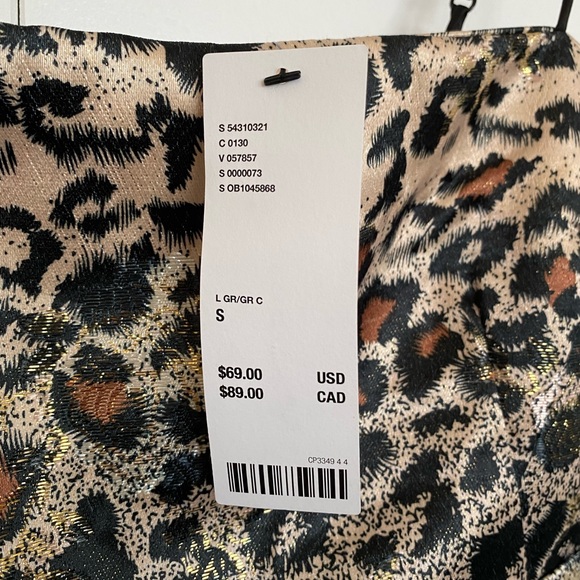 S 54310321
C 0130
V 057857
S 0000073
S OB1045868
L GR/GR C
S
$69.00 USD
$89.00 CAD
CP3349 4 4